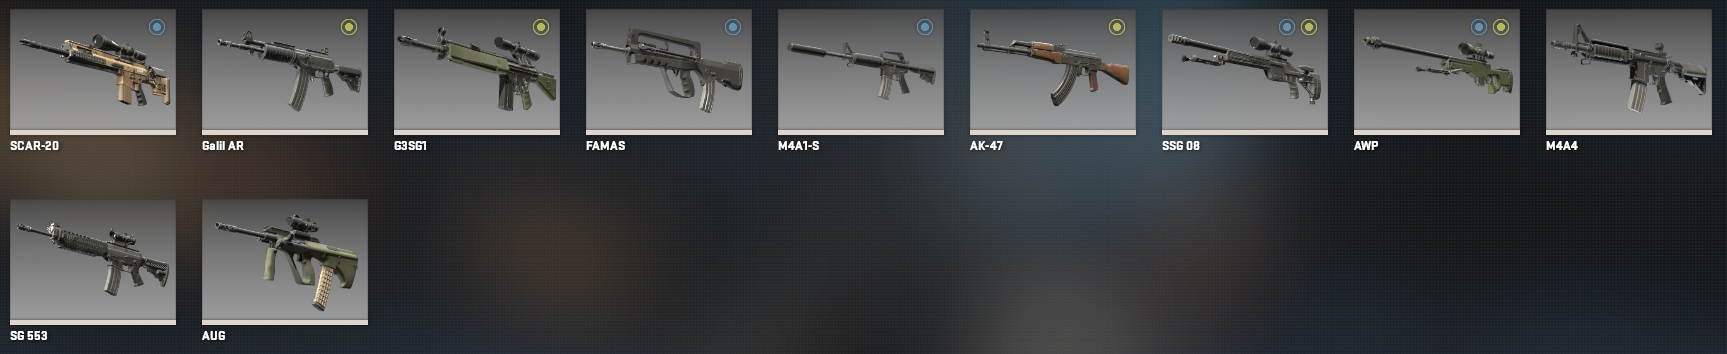 SCAR-20
Galil AR
G3SG1
FAMAS
M4A1-S
AK-47
SSG 08
AWP
M4A4
SG 553
AUG